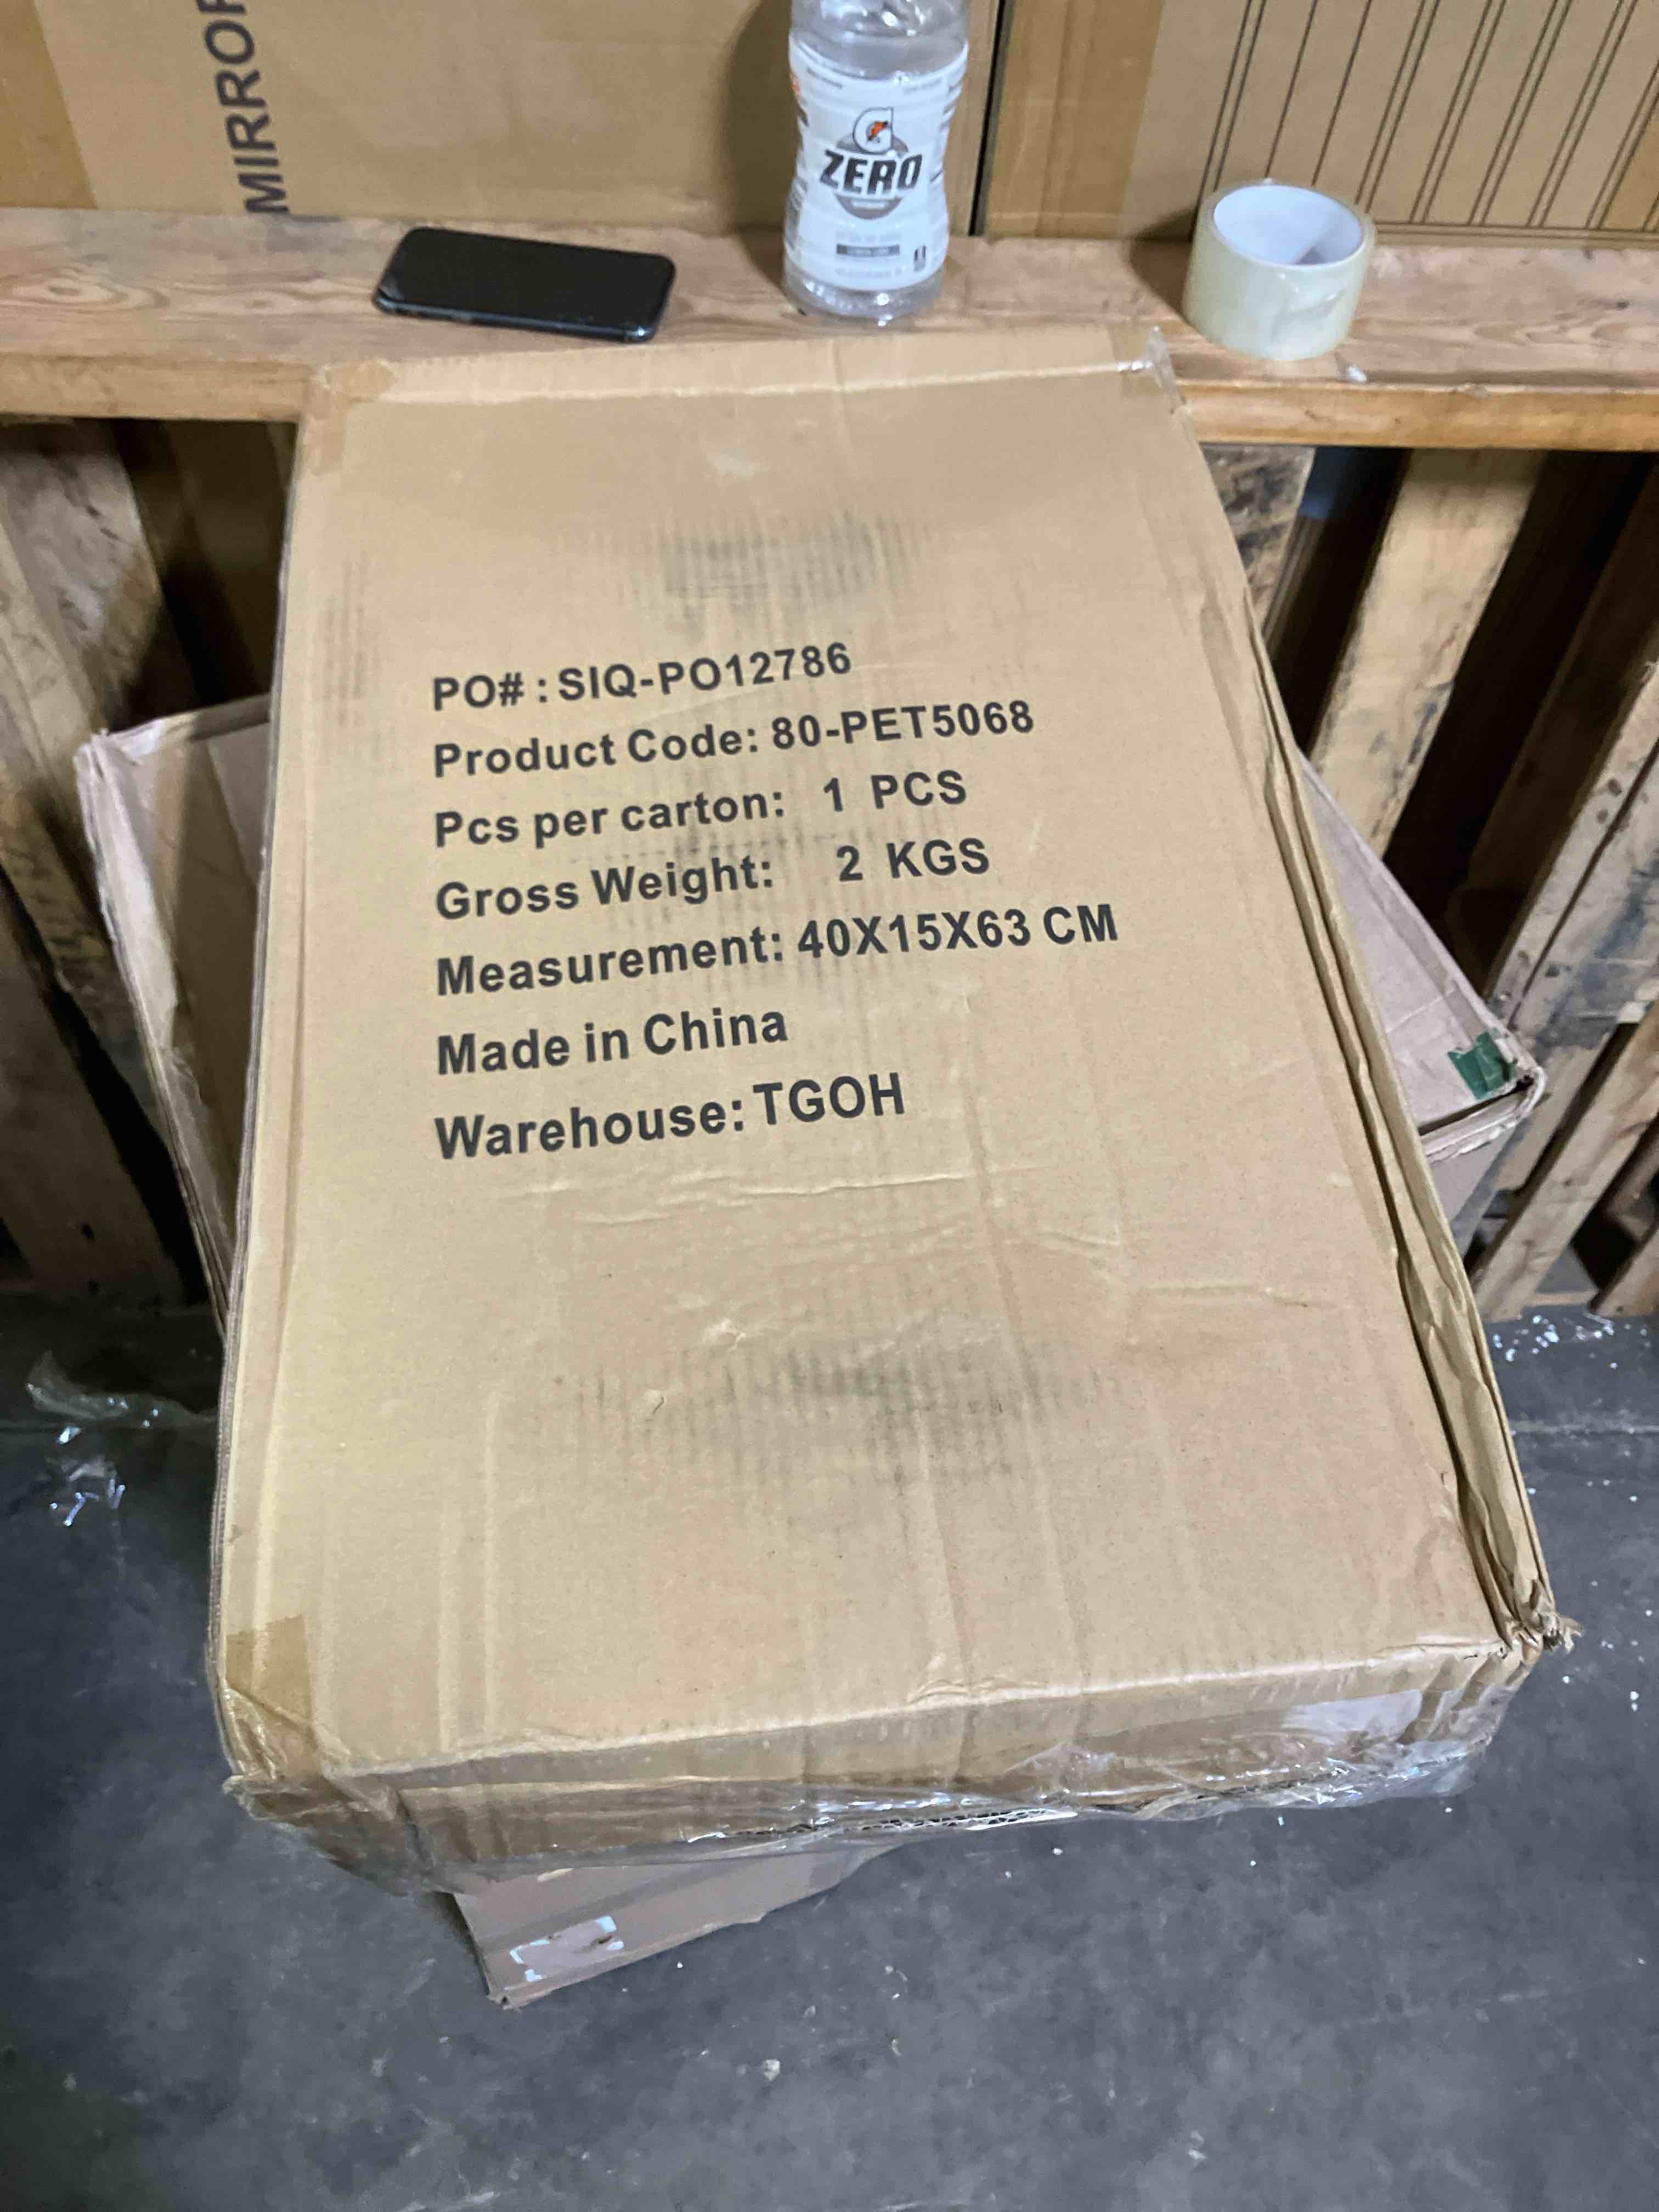 MIRROR
G
ZERO
PO# : SIQ-PO12786
Product Code: 80-PET5068
Pcs per carton: 1 PCS
Gross Weight: 2 KGS
Measurement: 40X15X63 CM
Made in China
Warehouse: TGOH